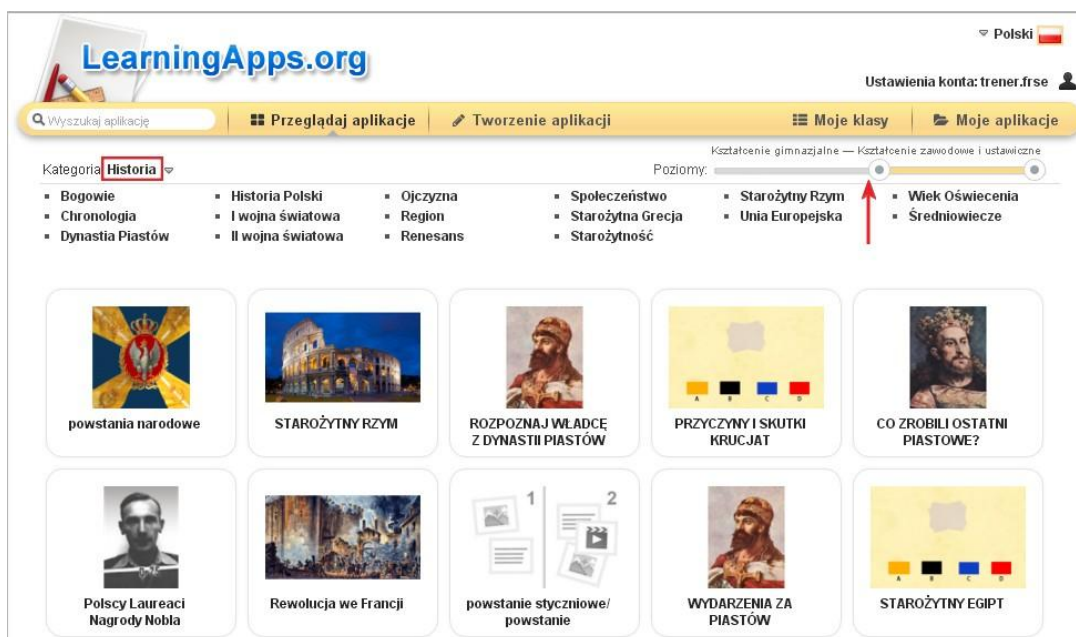 LearningApps.org
Polski
Ustawienia konta: trener.frse
Wyszukaj aplikację
Przeglądaj aplikacje
Tworzenie aplikacji
Moje klasy
Moje aplikacje
Kategoria Historia
Poziomy:
Kształcenie gimnazjalne — Kształcenie zawodowe i ustawiczne
Bogowie
Chronologia
Dynastia Piastów
Historia Polski
I wojna światowa
II wojna światowa
Ojczyzna
Region
Renesans
Społeczeństwo
Starożytna Grecja
Starożytność
Starożytny Rzym
Unia Europejska
Wiek Oświecenia
Średniowiecze
powstania narodowe
STAROŻYTNY RZYM
ROZPOZNAJ WŁADCĘ
Z DYNASTII PIASTÓW
A B C D
PRZYCZYNY I SKUTKI
KRUCJAT
CO ZROBILI OSTATNI
PIASTOWE?
Polscy Laureaci
Nagrody Nobla
Rewolucja we Francji
1 2
powstanie styczniowe/
powstanie
WYDARZENIA ZA
PIASTÓW
A B C D
STAROŻYTNY EGIPT